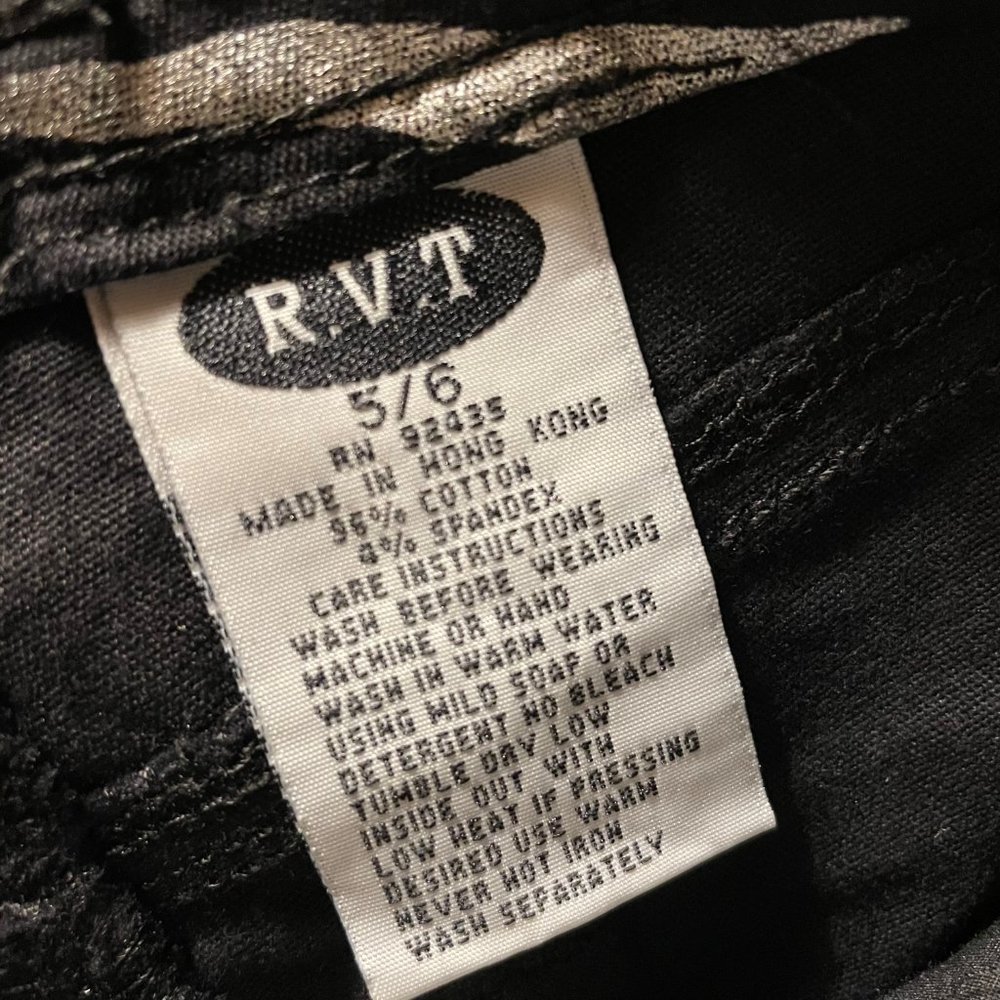 R.V.T
5/6
RN 92435
MADE IN HONG KONG
96% COTTON
4% SPANDEX
CARE INSTRUCTIONS
WASH BEFORE WEARING
MACHINE OR HAND
WASH IN WARM WATER
USING MILD SOAP OR
DETERGENT NO BLEACH
TUMBLE DRY LOW
INSIDE OUT WITH
LOW HEAT IF PRESSING
DESIRED USE WARM
NEVER HOT IRON
WASH SEPARATELY